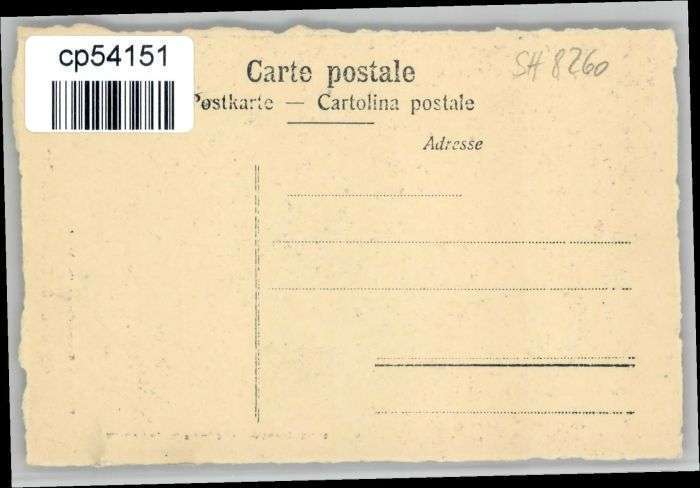 cp54151
SH 8260
Carte postale
Postkarte — Cartolina postale
Adresse